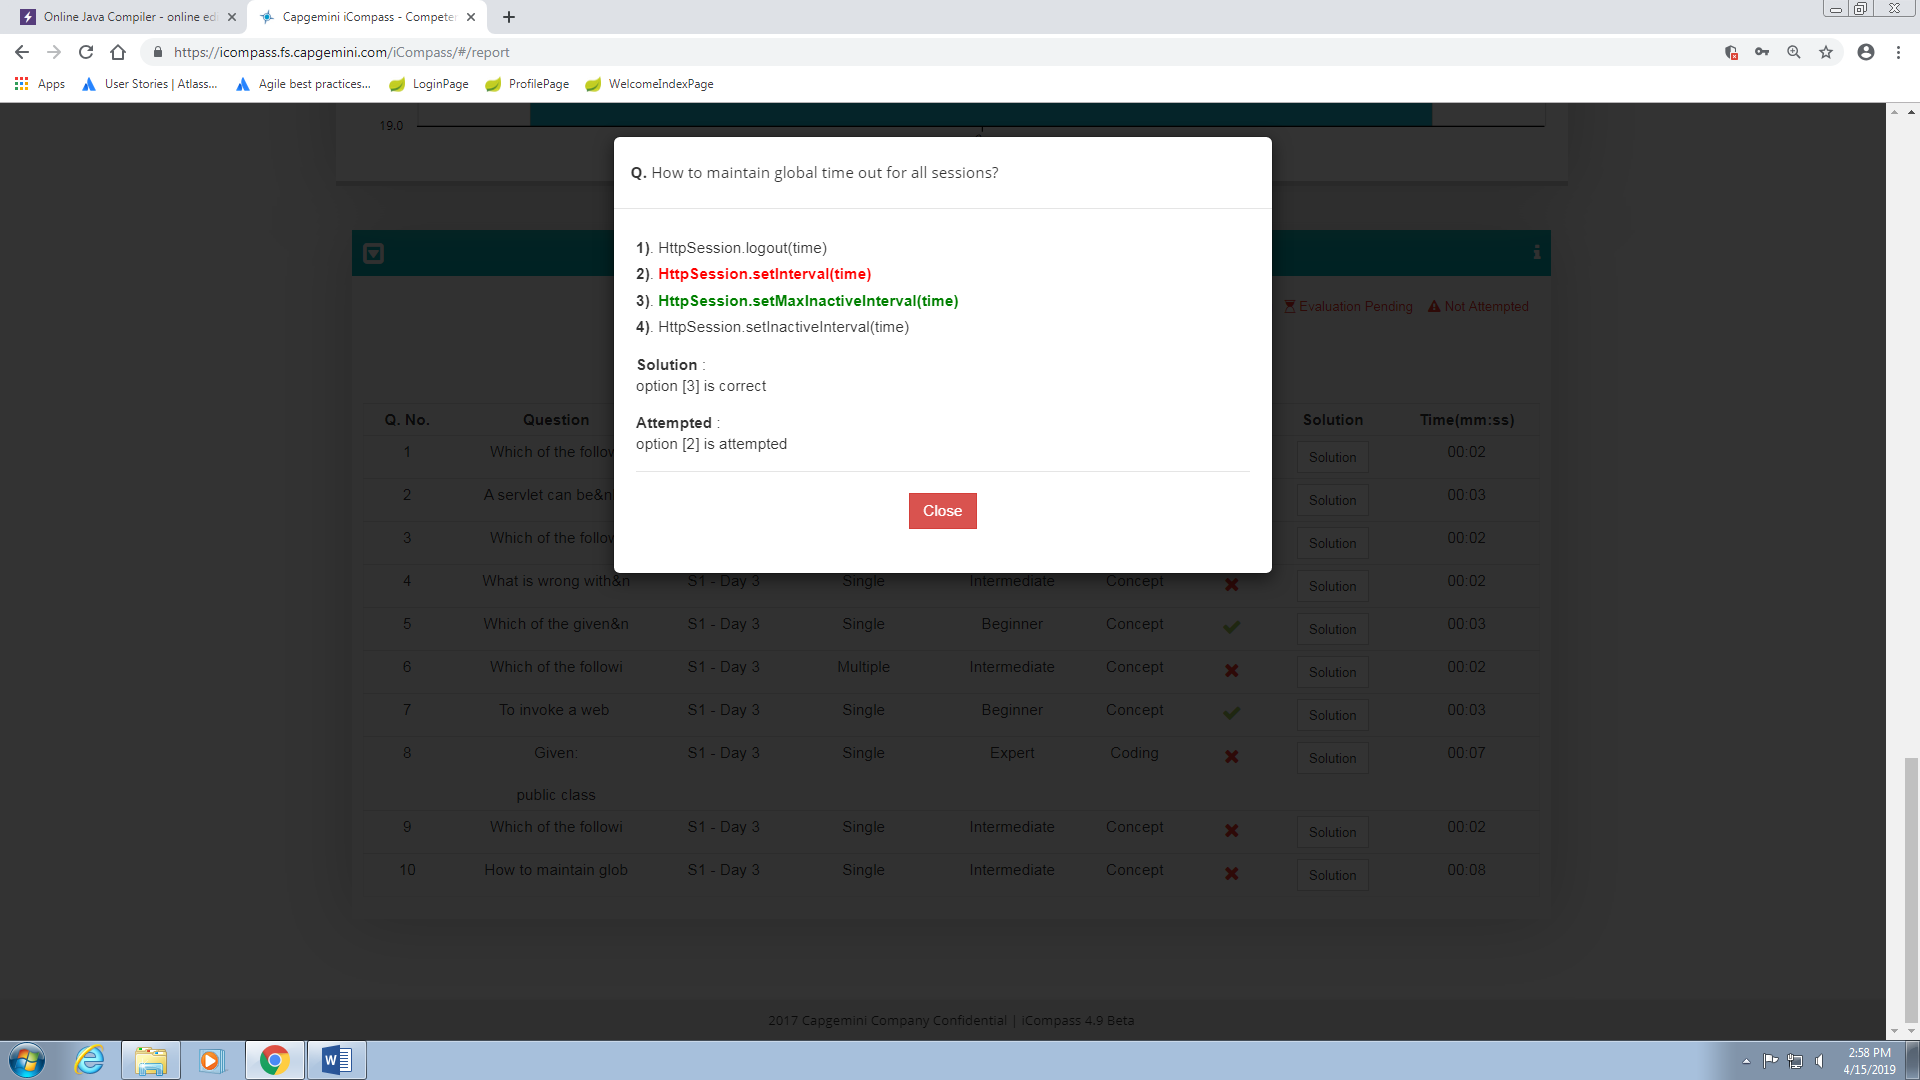 Online Java Compiler - online edi
Capgemini iCompass - Competen
https://icompass.fs.capgemini.com/iCompass/#/report
Apps
User Stories | Atlass...
Agile best practices...
LoginPage
ProfilePage
WelcomeIndexPage
19.0
Q. How to maintain global time out for all sessions?
1). HttpSession.logout(time)
2). HttpSession.setInterval(time)
3). HttpSession.setMaxInactiveInterval(time)
4). HttpSession.setInactiveInterval(time)
Solution :
option [3] is correct
Attempted :
option [2] is attempted
Close
Evaluation Pending Not Attempted
Q. No. Question Solution Time(mm:ss)
1 Which of the follow Solution 00:02
2 A servlet can be&n Solution 00:03
3 Which of the follow Solution 00:02
4 What is wrong with&n S1 - Day 3 Single Intermediate Concept Solution 00:02
5 Which of the given&n S1 - Day 3 Single Beginner Concept Solution 00:03
6 Which of the followi S1 - Day 3 Multiple Intermediate Concept Solution 00:02
7 To invoke a web S1 - Day 3 Single Beginner Concept Solution 00:03
8 Given: S1 - Day 3 Single Expert Coding Solution 00:07
public class
9 Which of the followi S1 - Day 3 Single Intermediate Concept Solution 00:02
10 How to maintain glob S1 - Day 3 Single Intermediate Concept Solution 00:08
2017 Capgemini Company Confidential | iCompass 4.9 Beta
2:58 PM
4/15/2019